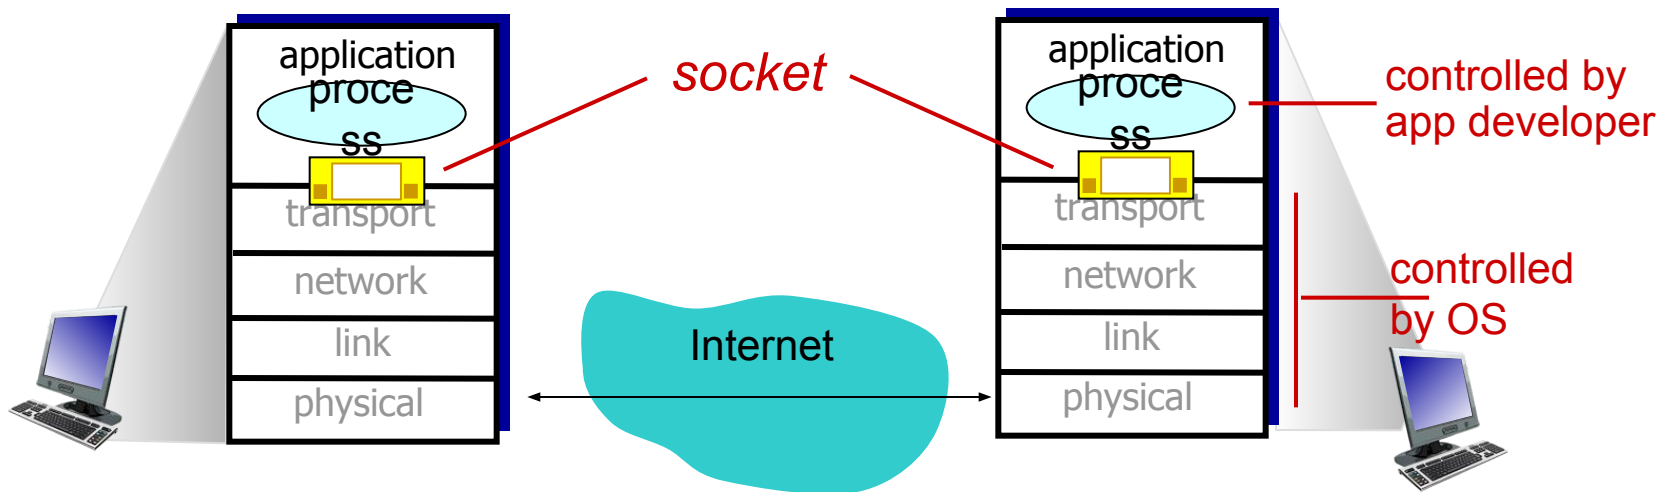 application
proce
ss
transport
network
link
physical
socket
Internet
application
proce
ss
transport
network
link
physical
controlled by
app developer
controlled
by OS